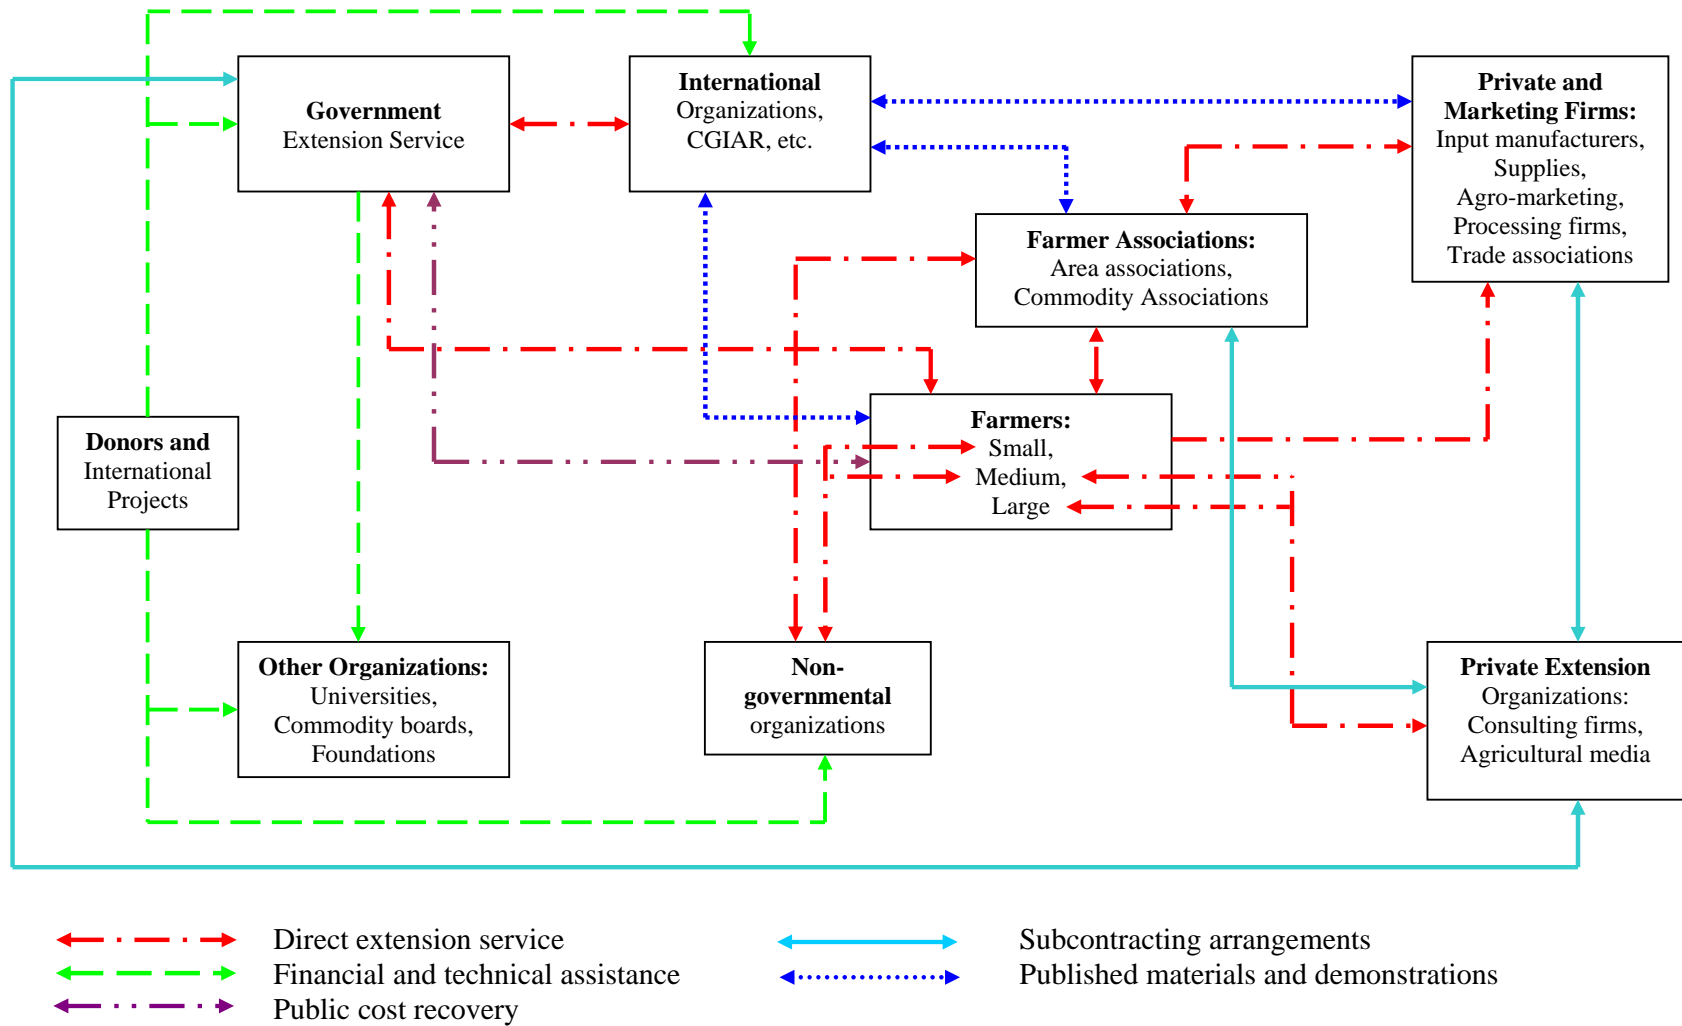 Government
Extension Service
International
Organizations,
CGIAR, etc.
Private and
Marketing Firms:
Input manufacturers,
Supplies,
Agro-marketing,
Processing firms,
Trade associations
Farmer Associations:
Area associations,
Commodity Associations
Donors and
International
Projects
Farmers:
Small,
Medium,
Large
Other Organizations:
Universities,
Commodity boards,
Foundations
Non-
governmental
organizations
Private Extension
Organizations:
Consulting firms,
Agricultural media
Direct extension service
Financial and technical assistance
Public cost recovery
Subcontracting arrangements
Published materials and demonstrations